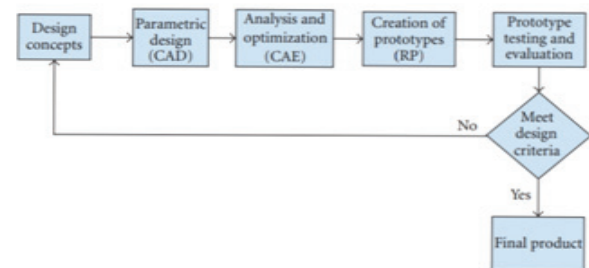 Design
concepts
Parametric
design
(CAD)
Analysis and
optimization
(CAE)
Creation of
prototypes
(RP)
Prototype
testing and
evaluation
Meet
design
criteria
No
Yes
Final product